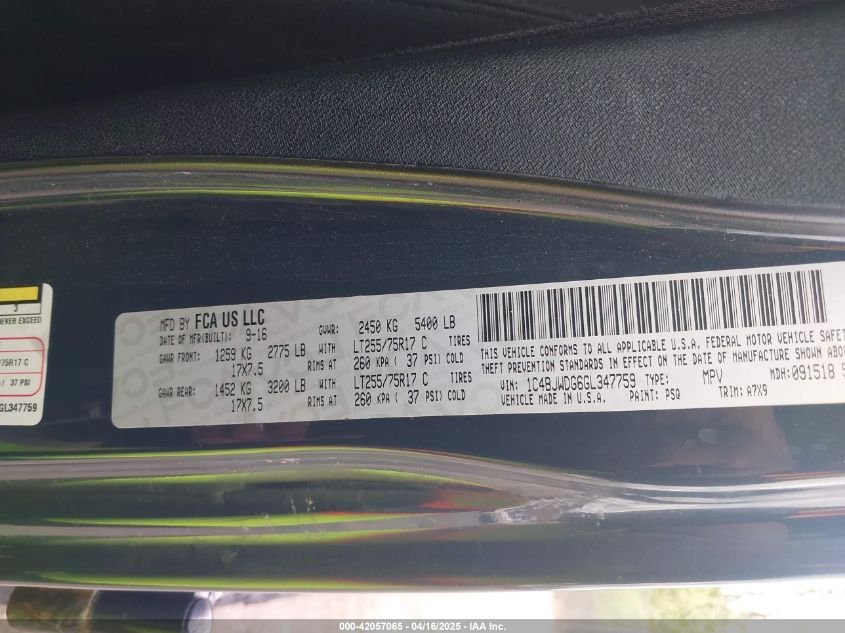 3
NEVER EXCEED
/75R17 C
/ 37 PSI
GL347759
MFD BY FCA US LLC
DATE OF MFR(BUILT): 9-16
GVWR: 2450 KG 5400 LB
GAWR FRONT: 1259 KG 2775 LB WITH LT255/75R17 C TIRES
17X7.5 RIMS AT 260 KPA ( 37 PSI) COLD
GAWR REAR: 1452 KG 3200 LB WITH LT255/75R17 C TIRES
17X7.5 RIMS AT 260 KPA ( 37 PSI) COLD
THIS VEHICLE CONFORMS TO ALL APPLICABLE U.S.A. FEDERAL MOTOR VEHICLE SAFETY
THEFT PREVENTION STANDARDS IN EFFECT ON THE DATE OF MANUFACTURE SHOWN ABOVE
VIN: 1C4BJWDG6GL347759 TYPE: MPV MDH:091518
VEHICLE MADE IN U.S.A. PAINT: PSQ TRIM: A7X9
000-42057065 - 04/16/2025 - IAA Inc.